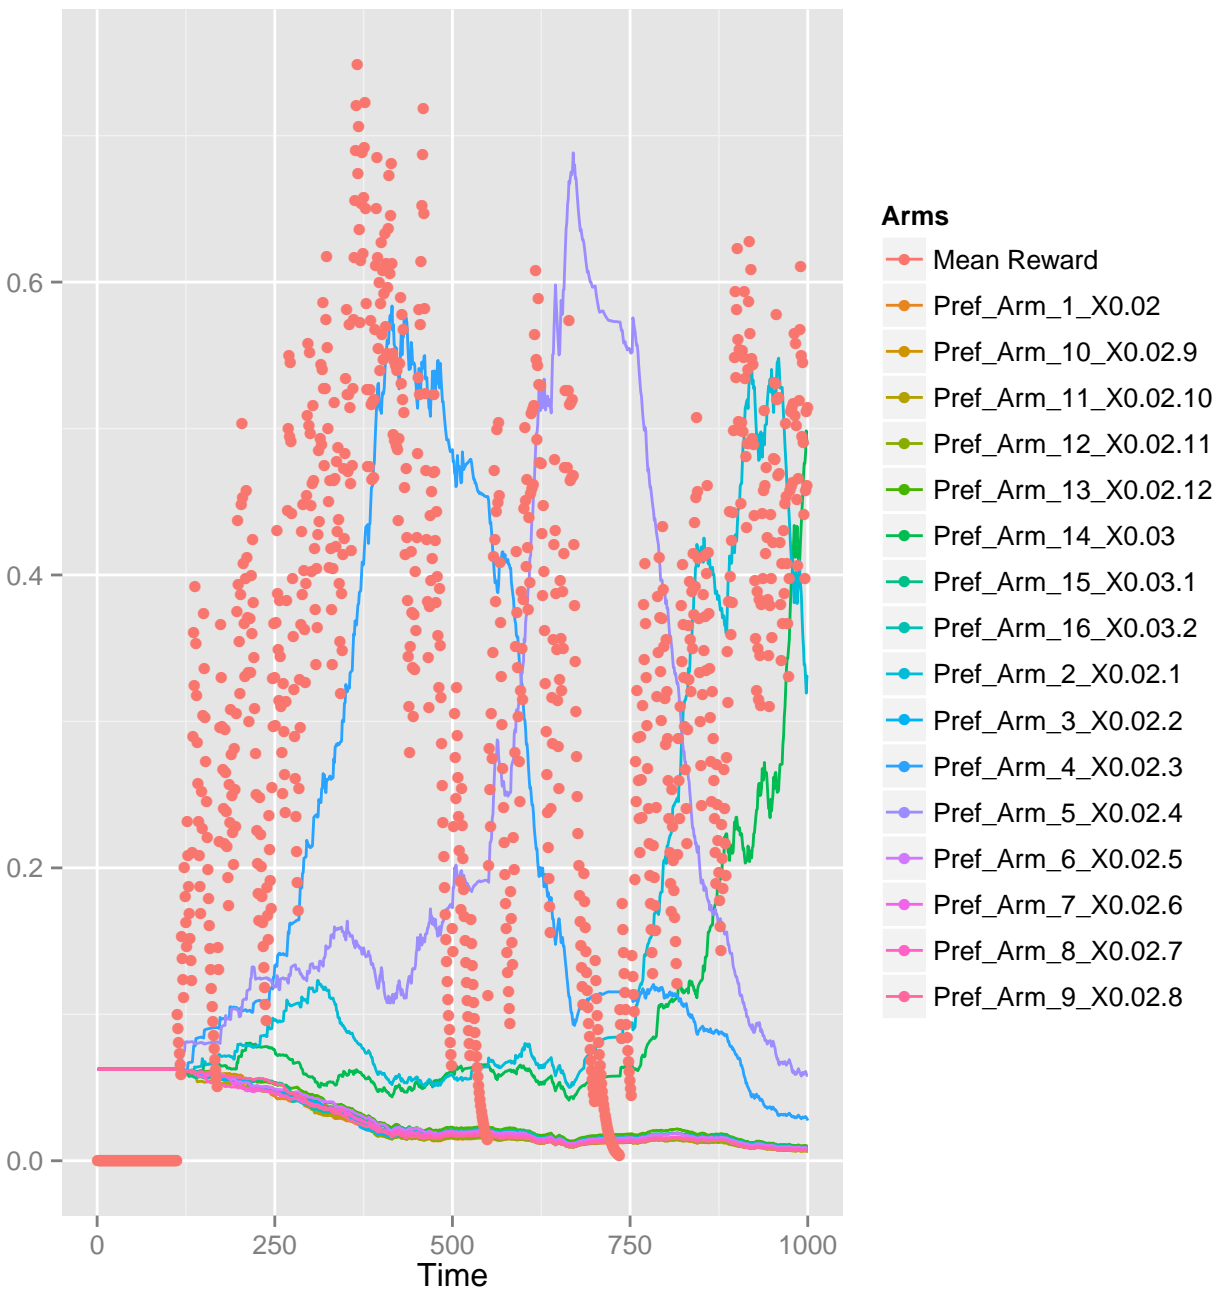 0.6
0.4
0.2
0.0
0 250 500 750 1000
Time
Arms
Mean Reward
Pref_Arm_1_X0.02
Pref_Arm_10_X0.02.9
Pref_Arm_11_X0.02.10
Pref_Arm_12_X0.02.11
Pref_Arm_13_X0.02.12
Pref_Arm_14_X0.03
Pref_Arm_15_X0.03.1
Pref_Arm_16_X0.03.2
Pref_Arm_2_X0.02.1
Pref_Arm_3_X0.02.2
Pref_Arm_4_X0.02.3
Pref_Arm_5_X0.02.4
Pref_Arm_6_X0.02.5
Pref_Arm_7_X0.02.6
Pref_Arm_8_X0.02.7
Pref_Arm_9_X0.02.8